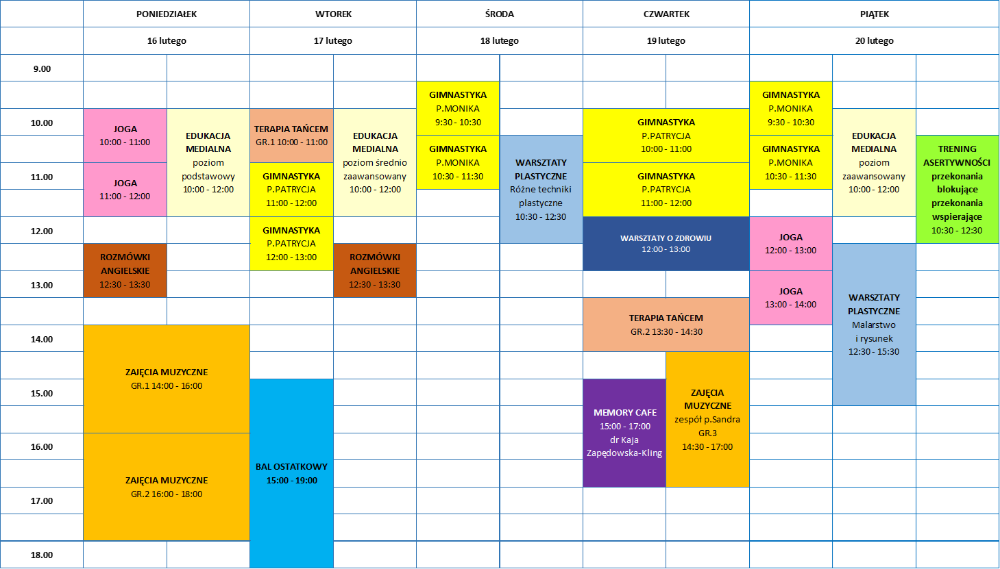 PONIEDZIAŁEK
WTOREK
ŚRODA
CZWARTEK
PIĄTEK
16 lutego
17 lutego
18 lutego
19 lutego
20 lutego
9.00
10.00
11.00
12.00
13.00
14.00
15.00
16.00
17.00
18.00
JOGA
10:00 - 11:00
JOGA
11:00 - 12:00
ROZMÓWKI
ANGIELSKIE
12:30 - 13:30
EDUKACJA
MEDIALNA
poziom
podstawowy
10:00 - 12:00
ZAJĘCIA MUZYCZNE
GR.1 14:00 - 16:00
ZAJĘCIA MUZYCZNE
GR.2 16:00 - 18:00
TERAPIA TAŃCEM
GR.1 10:00 - 11:00
GIMNASTYKA
P.PATRYCJA
11:00 - 12:00
GIMNASTYKA
P.PATRYCJA
12:00 - 13:00
BAL OSTATKOWY
15:00 - 19:00
EDUKACJA
MEDIALNA
poziom średnio
zaawansowany
10:00 - 12:00
ROZMÓWKI
ANGIELSKIE
12:30 - 13:30
GIMNASTYKA
P.MONIKA
9:30 - 10:30
GIMNASTYKA
P.MONIKA
10:30 - 11:30
WARSZTATY
PLASTYCZNE
Różne techniki
plastyczne
10:30 - 12:30
GIMNASTYKA
P.PATRYCJA
10:00 - 11:00
GIMNASTYKA
P.PATRYCJA
11:00 - 12:00
WARSZTATY O ZDROWIU
12:00 - 13:00
TERAPIA TAŃCEM
GR.2 13:30 - 14:30
MEMORY CAFE
15:00 - 17:00
dr Kaja
Zapędowska-Kling
ZAJĘCIA
MUZYCZNE
zespół p.Sandra
GR.3
14:30 - 17:00
GIMNASTYKA
P.MONIKA
9:30 - 10:30
GIMNASTYKA
P.MONIKA
10:30 - 11:30
JOGA
12:00 - 13:00
JOGA
13:00 - 14:00
EDUKACJA
MEDIALNA
poziom
zaawansowany
10:00 - 12:00
WARSZTATY
PLASTYCZNE
Malarstwo
i rysunek
12:30 - 15:30
TRENING
ASERTYWNOŚCI
przekonania
blokujące
przekonania
wspierające
10:30 - 12:30